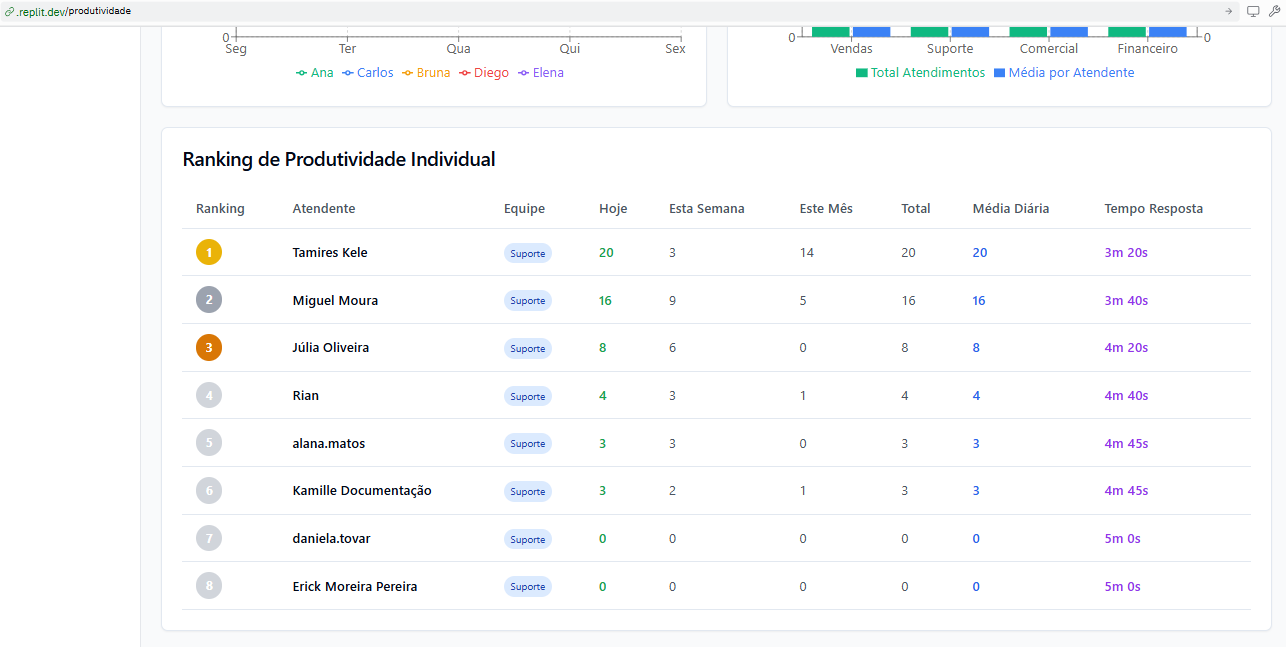 .replit.dev/produtividade
0
Seg Ter Qua Qui Sex
Ana Carlos Bruna Diego Elena
0 0
Vendas Suporte Comercial Financeiro
Total Atendimentos Média por Atendente
Ranking de Produtividade Individual
Ranking Atendente Equipe Hoje Esta Semana Este Mês Total Média Diária Tempo Resposta
1 Tamires Kele Suporte 20 3 14 20 20 3m 20s
2 Miguel Moura Suporte 16 9 5 16 16 3m 40s
3 Júlia Oliveira Suporte 8 6 0 8 8 4m 20s
4 Rian Suporte 4 3 1 4 4 4m 40s
5 alana.matos Suporte 3 3 0 3 3 4m 45s
6 Kamille Documentação Suporte 3 2 1 3 3 4m 45s
7 daniela.tovar Suporte 0 0 0 0 0 5m 0s
8 Erick Moreira Pereira Suporte 0 0 0 0 0 5m 0s